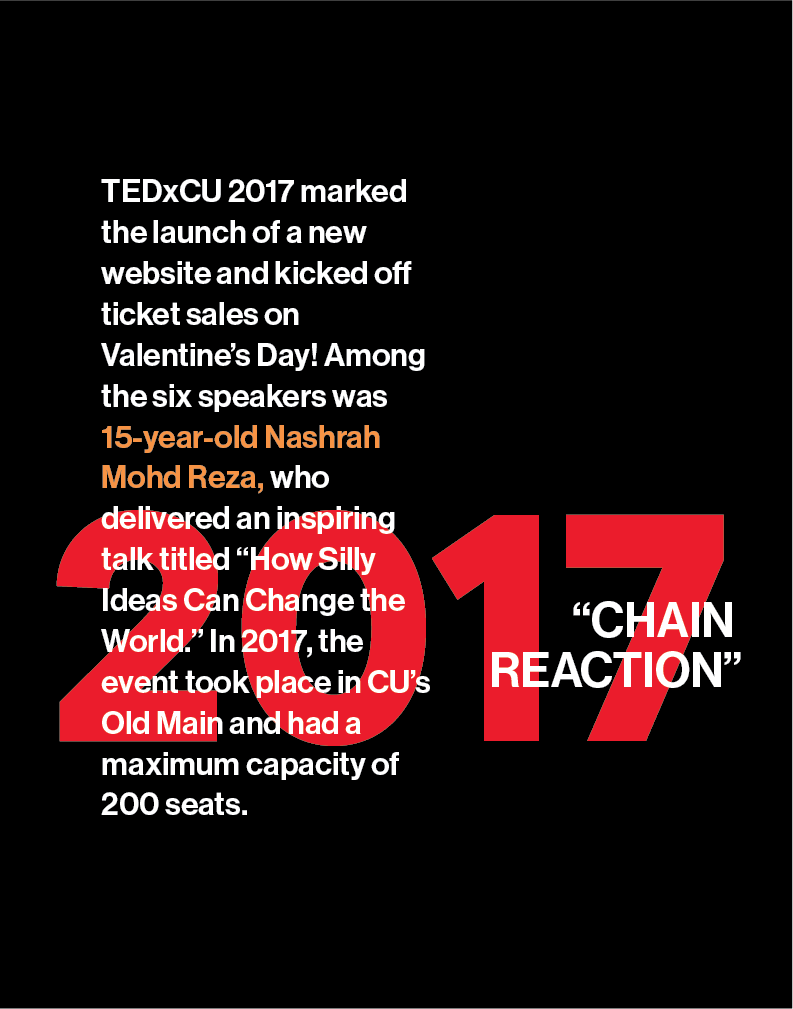 TEDxCU 2017 marked
the launch of a new
website and kicked off
ticket sales on
Valentine’s Day! Among
the six speakers was
15-year-old Nashrah
Mohd Reza, who
delivered an inspiring
talk titled “How Silly
Ideas Can Change the
World.” In 2017, the
event took place in CU’s
Old Main and had a
maximum capacity of
200 seats.
2017
“CHAIN
REACTION”